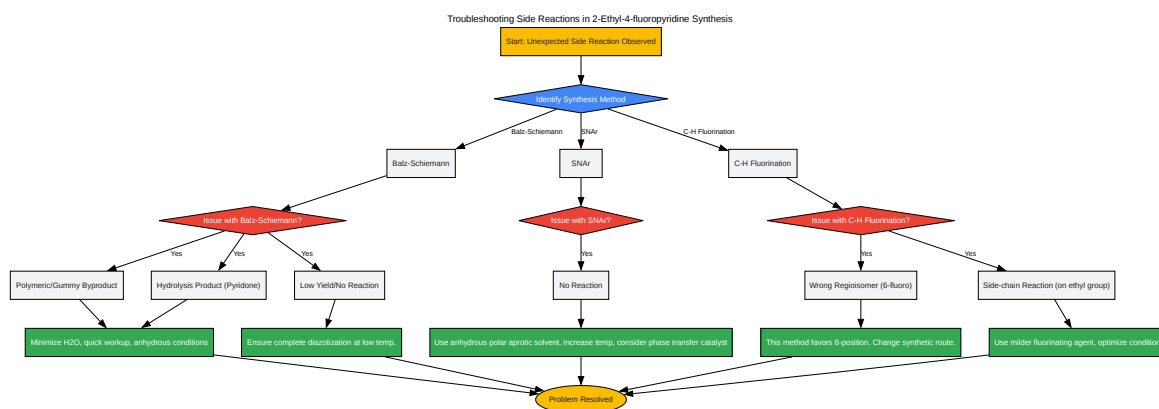 Troubleshooting Side Reactions in 2-Ethyl-4-fluoropyridine Synthesis
Start: Unexpected Side Reaction Observed
Identify Synthesis Method
Balz-Schiemann
SNAr
C-H Fluorination
Balz-Schiemann
SNAr
C-H Fluorination
Issue with Balz-Schiemann?
Issue with SNAr?
Issue with C-H Fluorination?
Yes
Yes
Yes
Yes
Yes
Yes
Polymeric/Gummy Byproduct
Hydrolysis Product (Pyridone)
Low Yield/No Reaction
No Reaction
Wrong Regioisomer (6-fluoro)
Side-chain Reaction (on ethyl group)
Minimize H2O, quick workup, anhydrous conditions
Ensure complete diazotization at low temp.
Use anhydrous polar aprotic solvent, increase temp, consider phase transfer catalyst
This method favors 6-position. Change synthetic route.
Use milder fluorinating agent, optimize condition
Problem Resolved